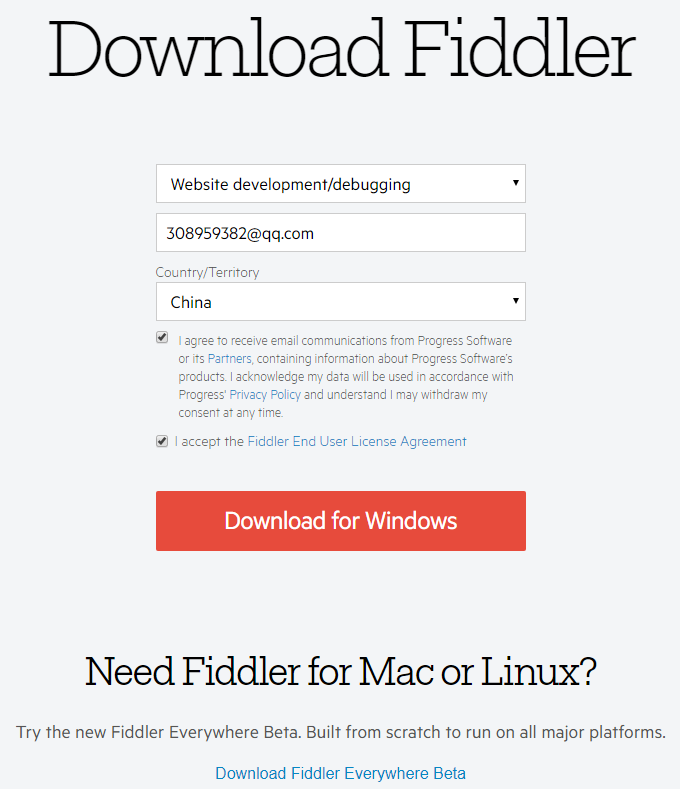 Download Fiddler
Website development/debugging
308959382@qq.com
Country/Territory
China
I agree to receive email communications from Progress Software
or its Partners, containing information about Progress Software's
products. I acknowledge my data will be used in accordance with
Progress' Privacy Policy and understand I may withdraw my
consent at any time.
I accept the Fiddler End User License Agreement
Download for Windows
Need Fiddler for Mac or Linux?
Try the new Fiddler Everywhere Beta. Built from scratch to run on all major platforms.
Download Fiddler Everywhere Beta